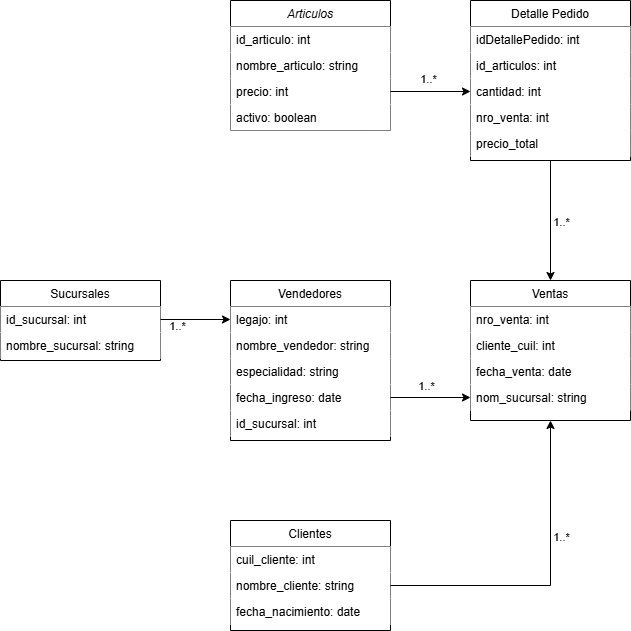 Articulos
id_articulo: int
nombre_articulo: string
precio: int
activo: boolean
1..*
Detalle Pedido
idDetallePedido: int
id_articulos: int
cantidad: int
nro_venta: int
precio_total
1..*
Sucursales
id_sucursal: int
nombre_sucursal: string
1..*
Vendedores
legajo: int
nombre_vendedor: string
especialidad: string
fecha_ingreso: date
id_sucursal: int
1..*
Ventas
nro_venta: int
cliente_cuil: int
fecha_venta: date
nom_sucursal: string
Clientes
cuil_cliente: int
nombre_cliente: string
fecha_nacimiento: date
1..*